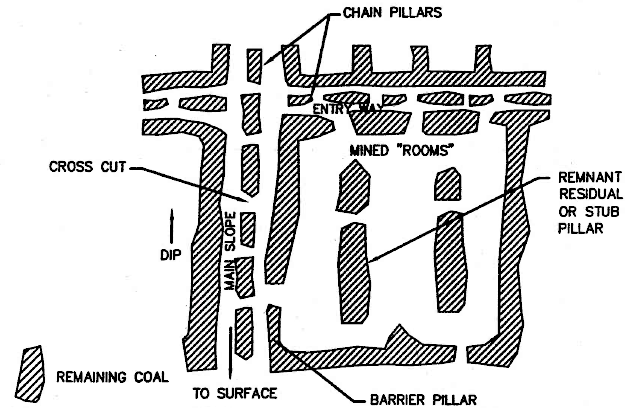 CHAIN PILLARS
ENTRY WAY
MINED "ROOMS"
CROSS CUT
REMNANT
RESIDUAL
OR STUB
PILLAR
MAIN SLOPE
DIP
REMAINING COAL
TO SURFACE
BARRIER PILLAR